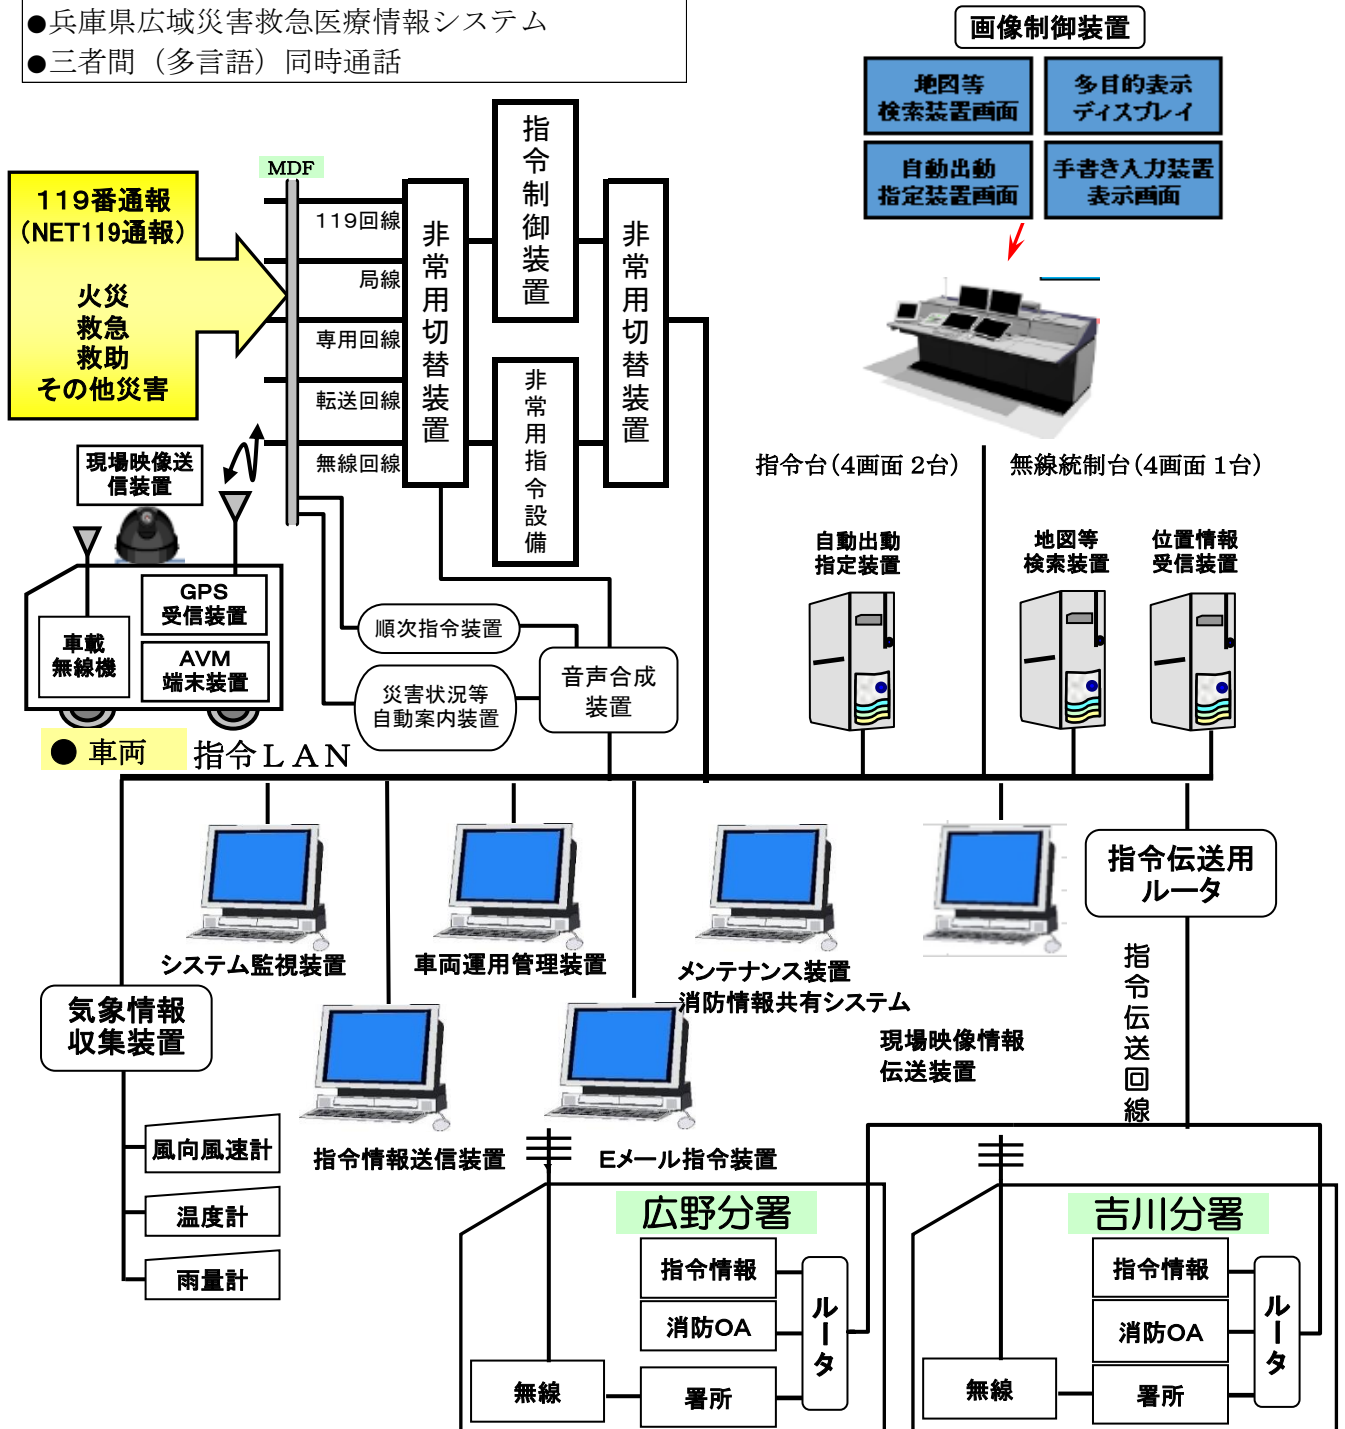 ●兵庫県広域災害救急医療情報システム
●三者間（多言語）同時通話
画像制御装置
地図等
検索装置画面
多目的表示
ディスプレイ
自動出動
指定装置画面
手書き入力装置
表示画面
MDF
119番通報
(NET119通報)
火災
救急
救助
その他災害
119回線
局線
専用回線
転送回線
無線回線
非常用切替装置
指令制御装置
非常用指令設備
非常用切替装置
指令台(4画面 2台)
無線統制台(4画面 1台)
現場映像送
信装置
GPS
受信装置
車載
無線機
AVM
端末装置
● 車両
順次指令装置
災害状況等
自動案内装置
音声合成
装置
自動出動
指定装置
地図等
検索装置
位置情報
受信装置
指令ＬＡＮ
システム監視装置
車両運用管理装置
メンテナンス装置
消防情報共有システム
現場映像情報
伝送装置
指令伝送用
ルータ
指令伝送回線
気象情報
収集装置
風向風速計
温度計
雨量計
指令情報送信装置
Eメール指令装置
広野分署
指令情報
消防OA
署所
無線
ルータ
吉川分署
指令情報
消防OA
署所
無線
ルータ